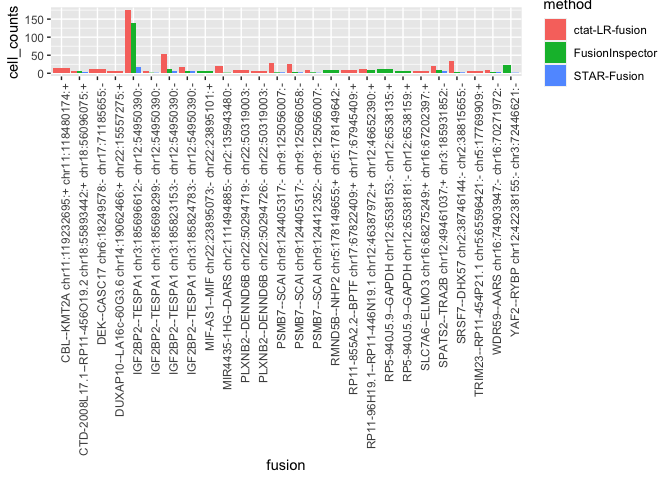 cell_counts
150
100
50
0
CBL--KMT2A chr11:119232695:+ chr11:118480174:+
CTD-2008L17.1--RP11-456O19.2 chr18:55893442:+ chr18:56096075:+
DEK--CASC17 chr6:18249578:- chr17:71185655:-
DUXAP10--LA16c-60G3.6 chr14:19062466:+ chr22:15557275:+
IGF2BP2--TESPA1 chr3:185696612:- chr12:54950390:-
IGF2BP2--TESPA1 chr3:185698299:- chr12:54950390:-
IGF2BP2--TESPA1 chr3:185823153:- chr12:54950390:-
IGF2BP2--TESPA1 chr3:185824783:- chr12:54950390:-
MIF-AS1--MIF chr22:23895073:- chr22:23895101:+
MIR4435-1HG--DARS chr2:111494885:- chr2:135943480:-
PLXNB2--DENND6B chr22:50294719:- chr22:50319003:-
PLXNB2--DENND6B chr22:50294726:- chr22:50319003:-
PSMB7--SCAI chr9:124405317:- chr9:125056007:-
PSMB7--SCAI chr9:124405317:- chr9:125066058:-
PSMB7--SCAI chr9:124412352:- chr9:125056007:-
RMND5B--NHP2 chr5:178149655:+ chr5:178149642:-
RP11-855A2.2--BPTF chr17:67822409:+ chr17:67945409:+
RP11-96H19.1--RP11-446N19.1 chr12:46387972:+ chr12:46652390:+
RP5-940J5.9--GAPDH chr12:6538153:- chr12:6538135:+
RP5-940J5.9--GAPDH chr12:6538181:- chr12:6538159:+
SLC7A6--ELMO3 chr16:68275249:+ chr16:67202397:+
SPATS2--TRA2B chr12:49461037:+ chr3:185931852:-
SRSF7--DHX57 chr2:38746144:- chr2:38815655:-
TRIM23--RP11-454P21.1 chr5:65596421:- chr5:17769909:+
WDR59--AARS chr16:74903947:- chr16:70271972:-
YAF2--RYBP chr12:42238155:- chr3:72446621:-
fusion
method
ctat-LR-fusion
FusionInspector
STAR-Fusion